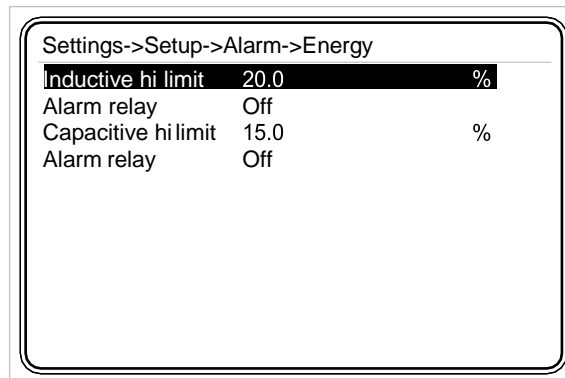 Settings->Setup->Alarm->Energy
Inductive hi limit 20.0 %
Alarm relay Off
Capacitive hi limit 15.0 %
Alarm relay Off